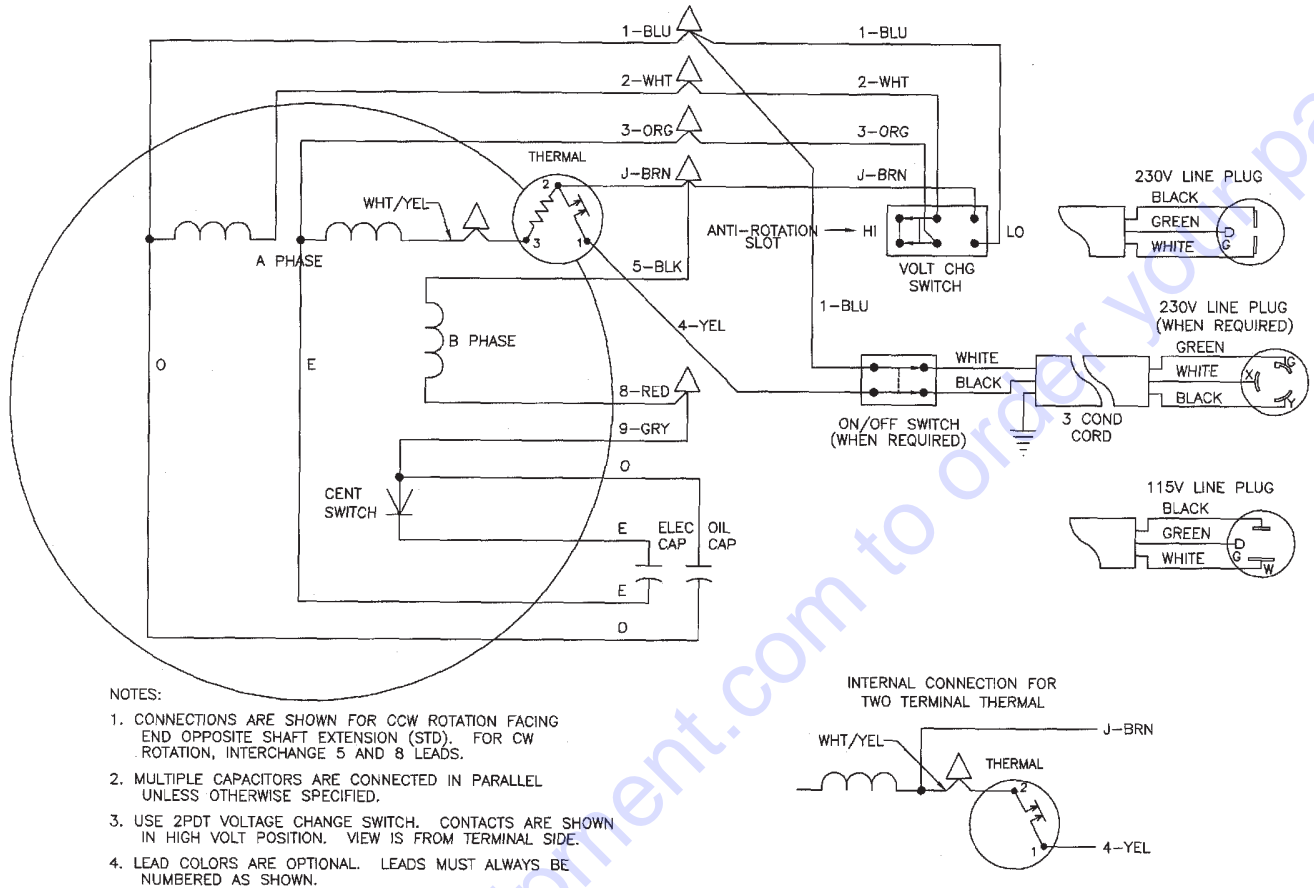 1-BLU
1-BLU
2-WHT
2-WHT
3-ORG
3-ORG
THERMAL
J-BRN
J-BRN
WHT/YEL
2
3
1
A PHASE
ANTI-ROTATION
SLOT
HI
LO
VOLT CHG
SWITCH
5-BLK
1-BLU
4-YEL
B PHASE
O
E
8-RED
9-GRY
O
CENT
SWITCH
E
ELEC
CAP
OIL
CAP
E
O
WHITE
BLACK
ON/OFF SWITCH
(WHEN REQUIRED)
3 COND
CORD
230V LINE PLUG
BLACK
GREEN
WHITE
G
230V LINE PLUG
(WHEN REQUIRED)
GREEN
WHITE
BLACK
G
X
Y
115V LINE PLUG
BLACK
GREEN
WHITE
G
W
NOTES:
1. CONNECTIONS ARE SHOWN FOR CCW ROTATION FACING
END OPPOSITE SHAFT EXTENSION (STD). FOR CW
ROTATION, INTERCHANGE 5 AND 8 LEADS.
2. MULTIPLE CAPACITORS ARE CONNECTED IN PARALLEL
UNLESS OTHERWISE SPECIFIED.
3. USE 2PDT VOLTAGE CHANGE SWITCH. CONTACTS ARE SHOWN
IN HIGH VOLT POSITION. VIEW IS FROM TERMINAL SIDE.
4. LEAD COLORS ARE OPTIONAL. LEADS MUST ALWAYS BE
NUMBERED AS SHOWN.
INTERNAL CONNECTION FOR
TWO TERMINAL THERMAL
J-BRN
WHT/YEL
THERMAL
2
1
4-YEL
.com to order your